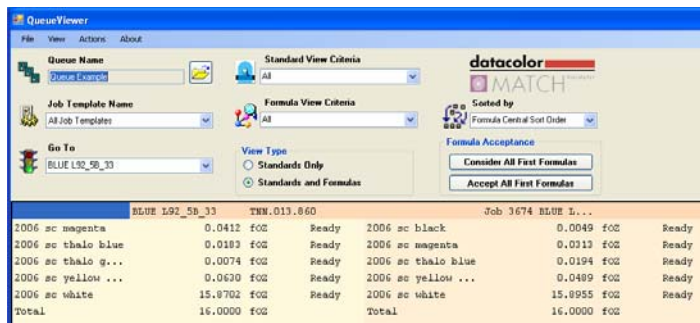 QueueViewer
File View Actions About
Queue Name
Queue Example
Standard View Criteria
All
datacolor
MATCH
Job Template Name
All Job Templates
Formula View Criteria
All
Sorted by
Formula Central Sort Order
Go To
BLUE L92_5B_33
View Type
Standards Only
Standards and Formulas
Formula Acceptance
Consider All First Formulas
Accept All First Formulas
BLUE L92_5B_33 TNN.013.860 Job 3674 BLUE L...
2006 sc magenta 0.0412 fOZ Ready 2006 sc black 0.0049 fOZ Ready
2006 sc thalo blue 0.0183 fOZ Ready 2006 sc magenta 0.0313 fOZ Ready
2006 sc thalo g... 0.0074 fOZ Ready 2006 sc thalo blue 0.0194 fOZ Ready
2006 sc yellow ... 0.0630 fOZ Ready 2006 sc yellow ... 0.0489 fOZ Ready
2006 sc white 15.8702 fOZ Ready 2006 sc white 15.8955 fOZ Ready
Total 16.0000 fOZ Total 16.0000 fOZ